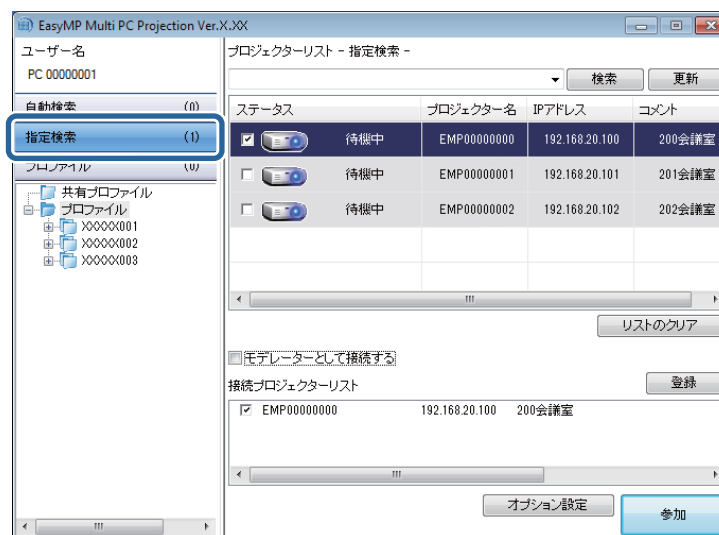 EasyMP Multi PC Projection Ver.X.XX
ユーザー名
PC 00000001
自動検索 (0)
指定検索 (1)
プロファイル (0)
共有プロファイル
プロファイル
XXXXX001
XXXXX002
XXXXX003
プロジェクターリスト - 指定検索 -
検索 更新
ステータス プロジェクター名 IPアドレス コメント
待機中 EMP00000000 192.168.20.100 200会議室
待機中 EMP00000001 192.168.20.101 201会議室
待機中 EMP00000002 192.168.20.102 202会議室
リストのクリア
モデレーターとして接続する
接続プロジェクターリスト 登録
EMP00000000 192.168.20.100 200会議室
オプション設定 参加